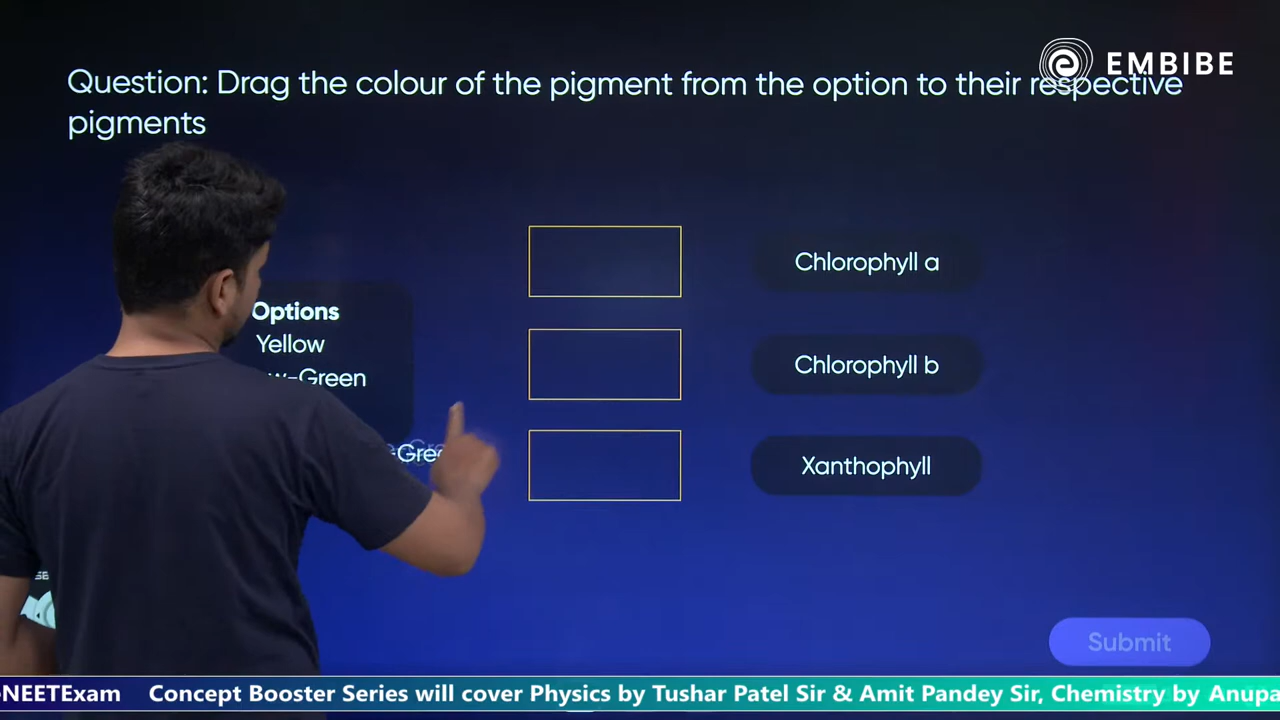 EMBIBE
Question: Drag the colour of the pigment from the option to their respective
pigments
Chlorophyll a
Options
Yellow
w-Green
Chlorophyll b
Xanthophyll
Submit
NEETExam Concept Booster Series will cover Physics by Tushar Patel Sir & Amit Pandey Sir, Chemistry by Anupa